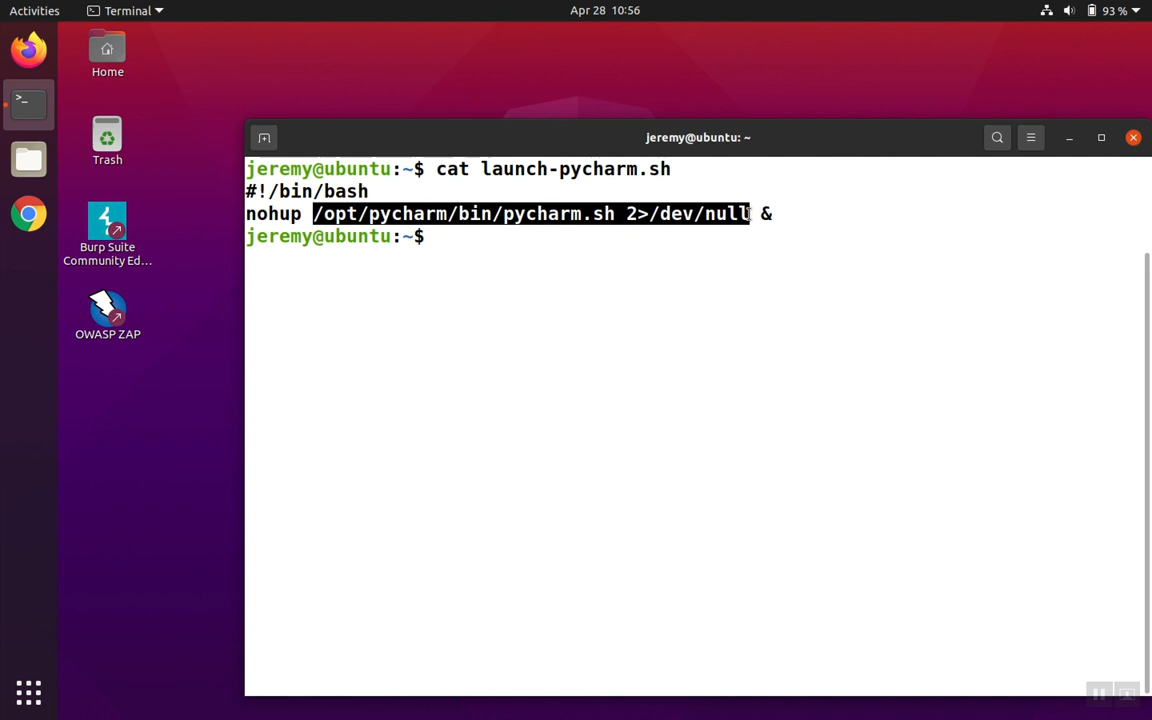 Activities
Terminal
Apr 28 10:56
93 %
Home
Trash
Burp Suite
Community Ed...
OWASP ZAP
jeremy@ubuntu: ~
jeremy@ubuntu:~$ cat launch-pycharm.sh
#!/bin/bash
nohup /opt/pycharm/bin/pycharm.sh 2>/dev/null &
jeremy@ubuntu:~$